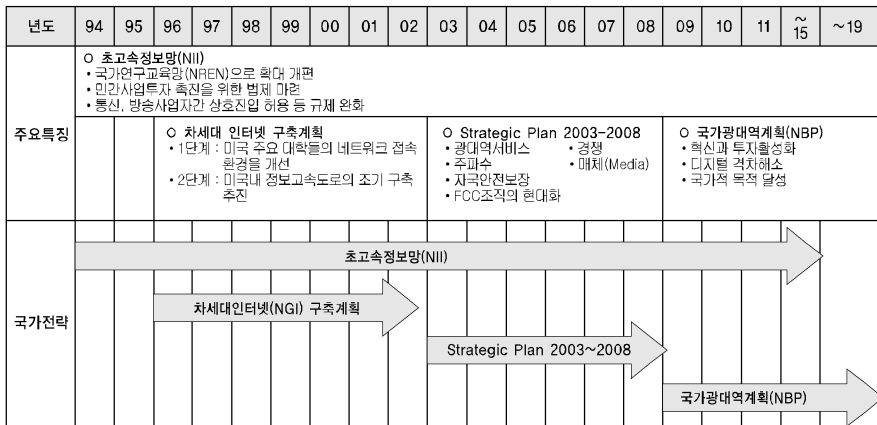 년도 94 95 96 97 98 99 00 01 02 03 04 05 06 07 08 09 10 11 ~15 ~19
주요특징
○ 초고속정보망(NII)
• 국가연구교육망(NREN)으로 확대 개편
• 민간사업투자 촉진을 위한 법제 마련
• 통신, 방송사업자간 상호진입 허용 등 규제 완화
○ 차세대 인터넷 구축계획
• 1단계 : 미국 주요 대학들의 네트워크 접속
환경을 개선
• 2단계 : 미국내 정보고속도로의 조기 구축
추진
○ Strategic Plan 2003-2008
• 광대역서비스 • 경쟁
• 주파수 • 매체(Media)
• 자국안전보장
• FCC조직의 현대화
○ 국가광대역계획(NBP)
• 혁신과 투자활성화
• 디지털 격차해소
• 국가적 목적 달성
국가전략
초고속정보망(NII)
차세대인터넷(NGI) 구축계획
Strategic Plan 2003~2008
국가광대역계획(NBP)